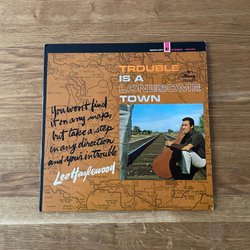 TROUBLE
IS A
LONESOME
TOWN
You won't find
it on any map,
but take a step
in any direction
and you're in trouble
Lee Hazlewood